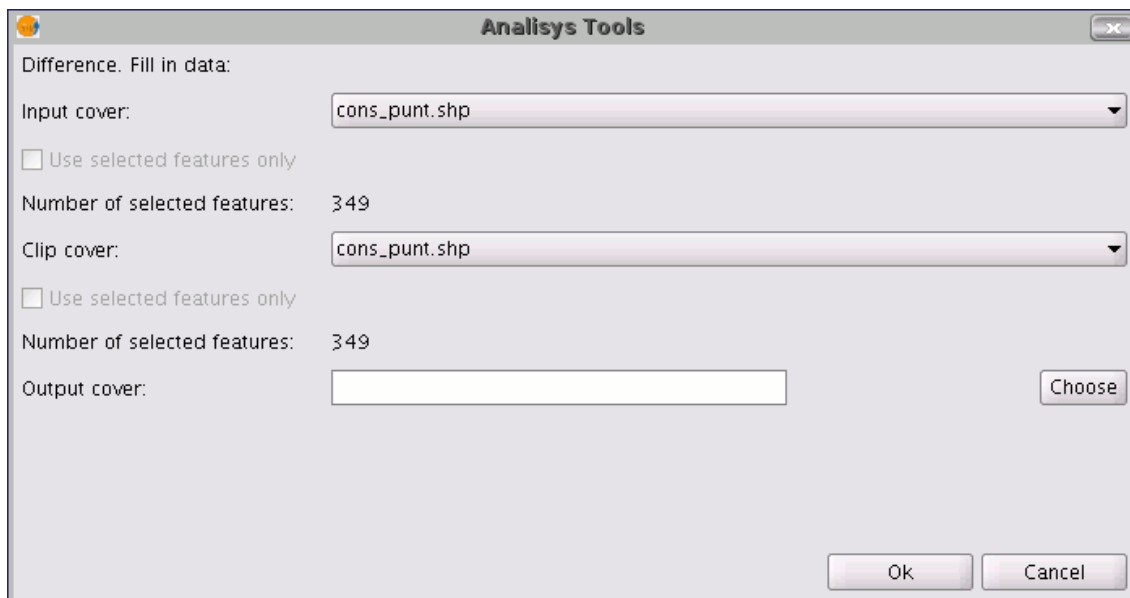 Analisys Tools
Difference. Fill in data:
Input cover: cons_punt.shp
Use selected features only
Number of selected features: 349
Clip cover: cons_punt.shp
Use selected features only
Number of selected features: 349
Output cover: Choose
Ok Cancel